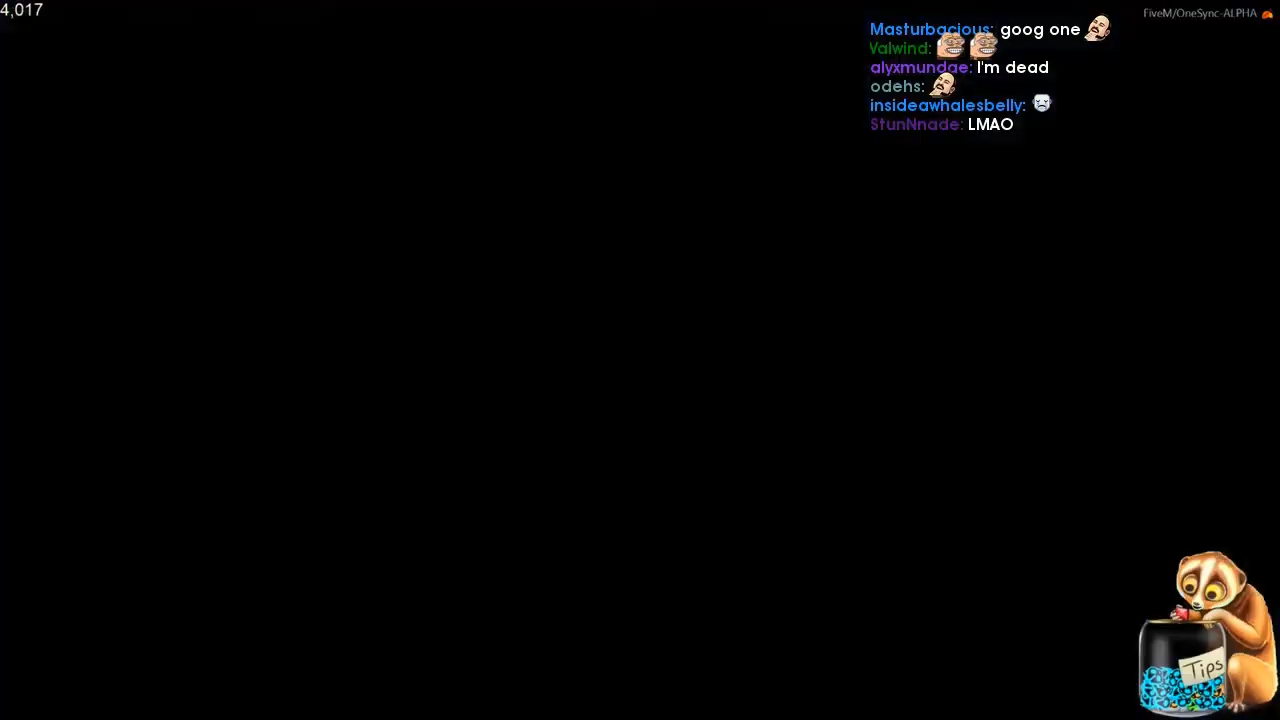 4,017
FiveM/OneSync-ALPHA
Masturbacious: goog one
Valwind:
alyxmundae: I'm dead
odehs:
insideawhalesbelly:
StunNnade: LMAO
Tips